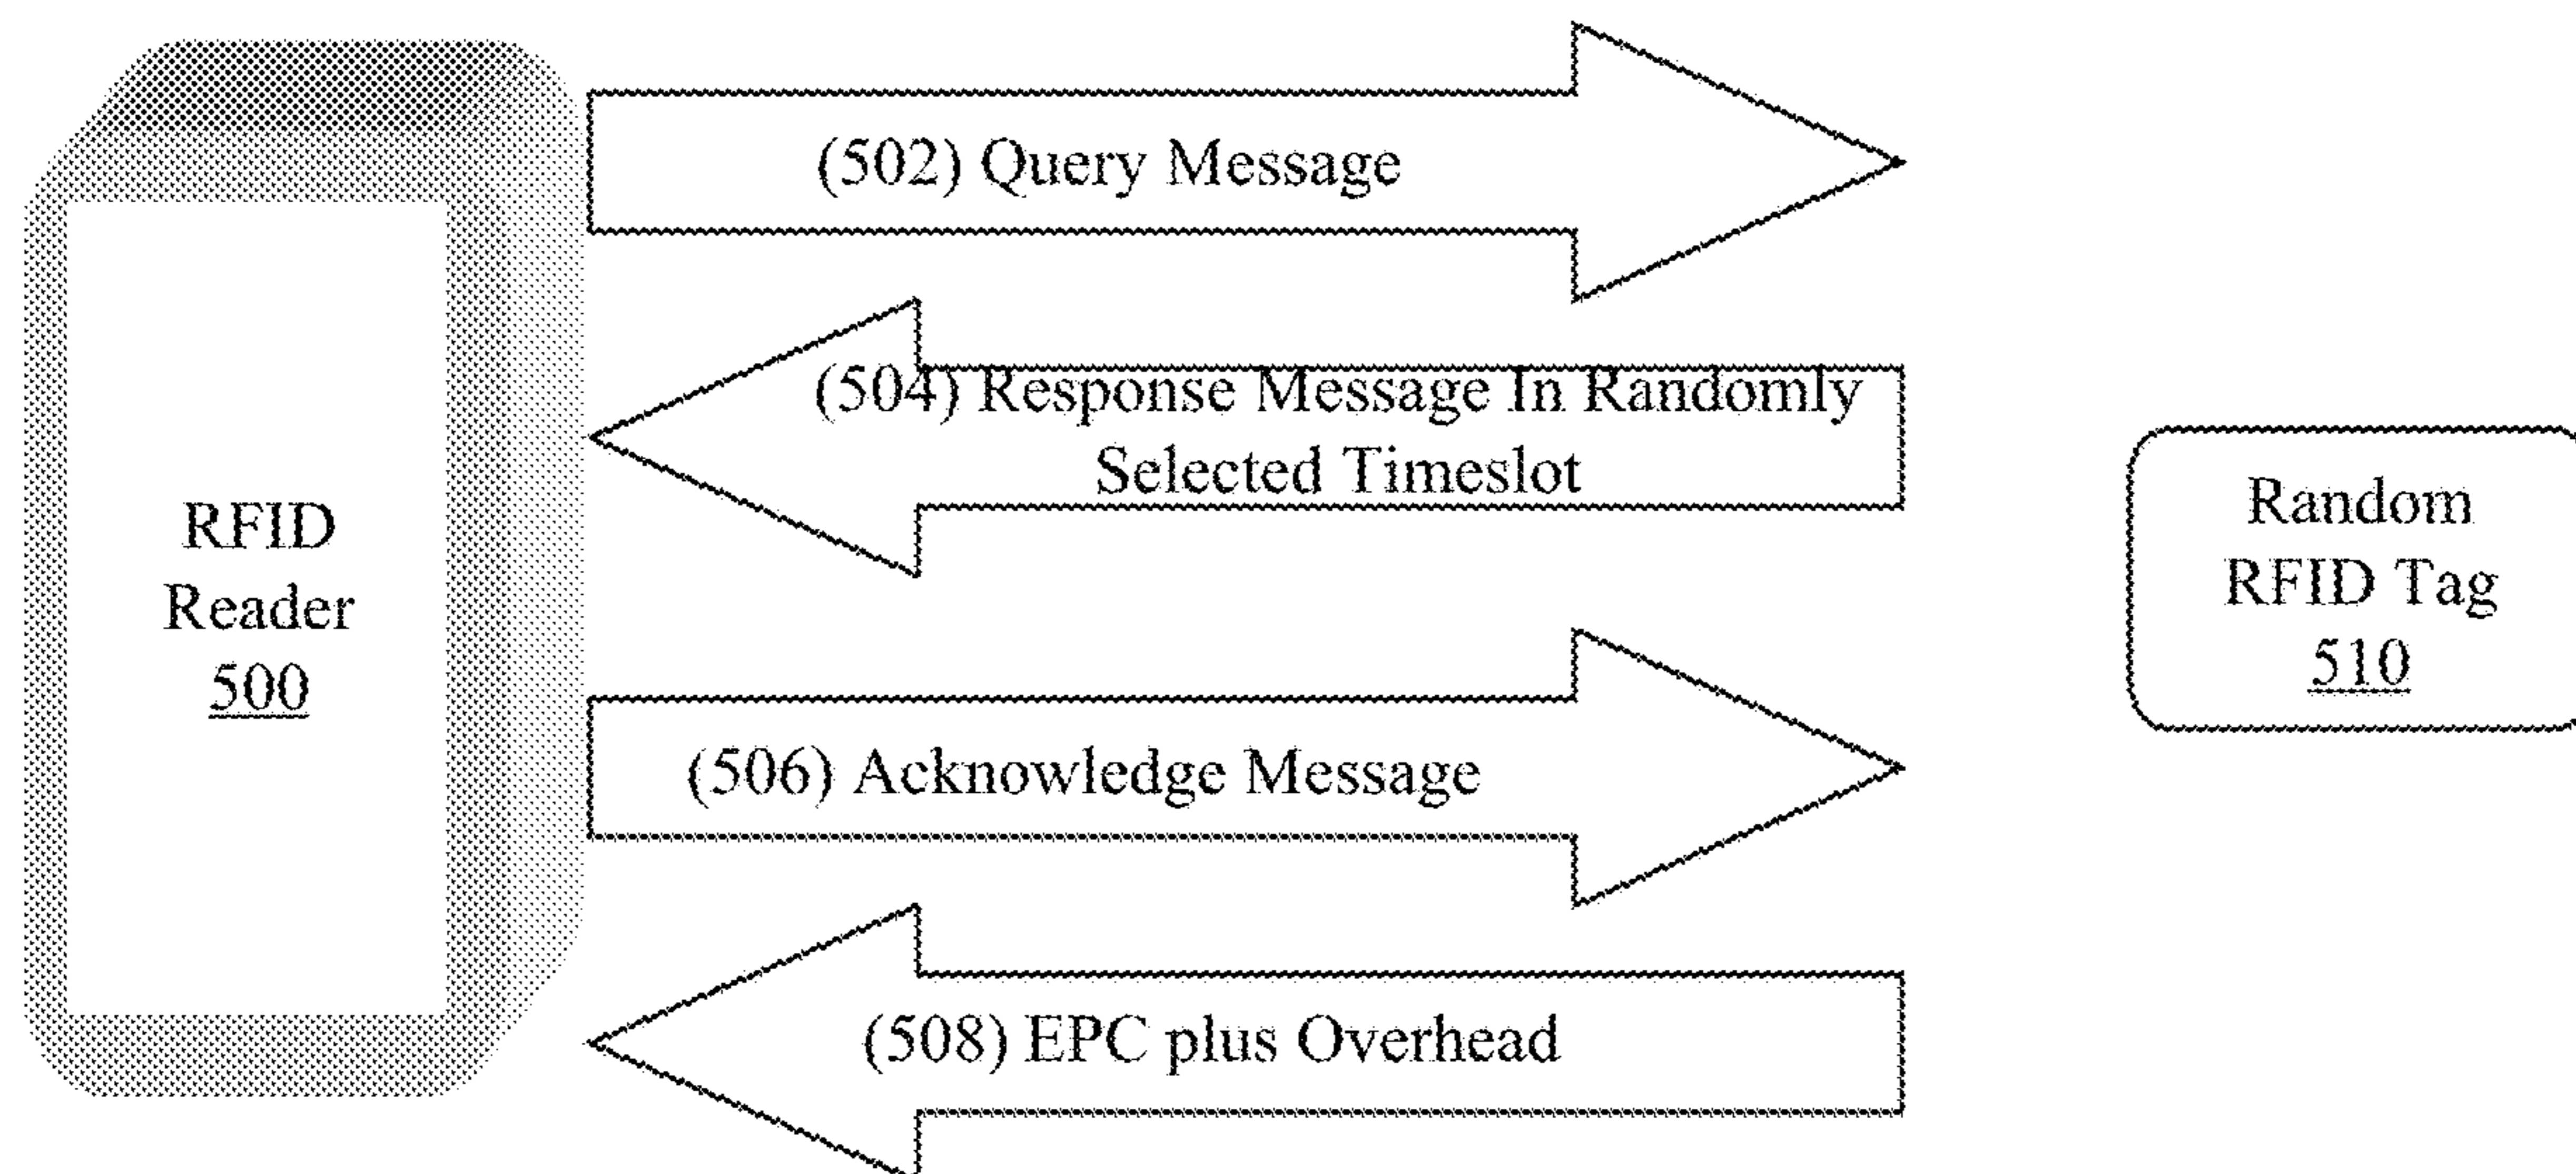 RFID
Reader
500
(502) Query Message
(504) Response Message In Randomly
Selected Timeslot
(506) Acknowledge Message
(508) EPC plus Overhead
Random
RFID Tag
510